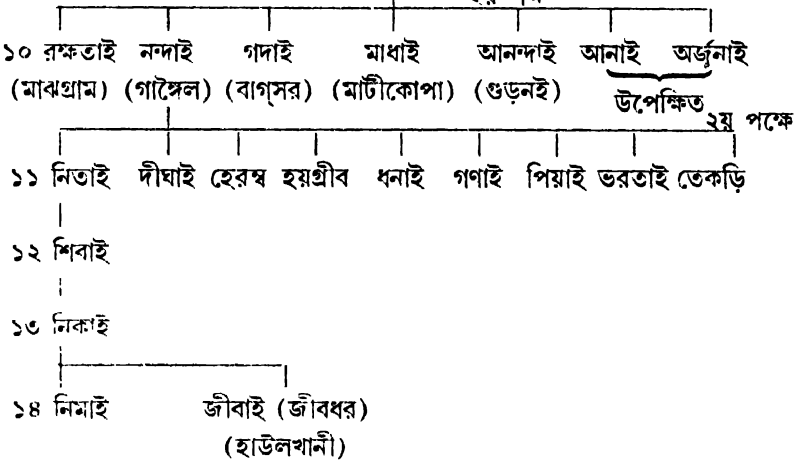 ১০ রক্ষতাই নন্দাই গদাই মাধাই আনন্দাই আনাই অর্জুনাই
(মাঝগ্রাম) (গাঙ্গৈল) (বাগ্‌সর) (মাটীকোপা) (গুড়নই) উপেক্ষিত
২য় পক্ষে
১১ নিতাই দীঘাই হেরম্ব হয়গ্রীব ধনাই গণাই পিয়াই ভরতাই তেকড়ি
১২ শিবাই
১৩ নিকাই
১৪ নিমাই জীবাই (জীবধর)
(হাউলখানী)